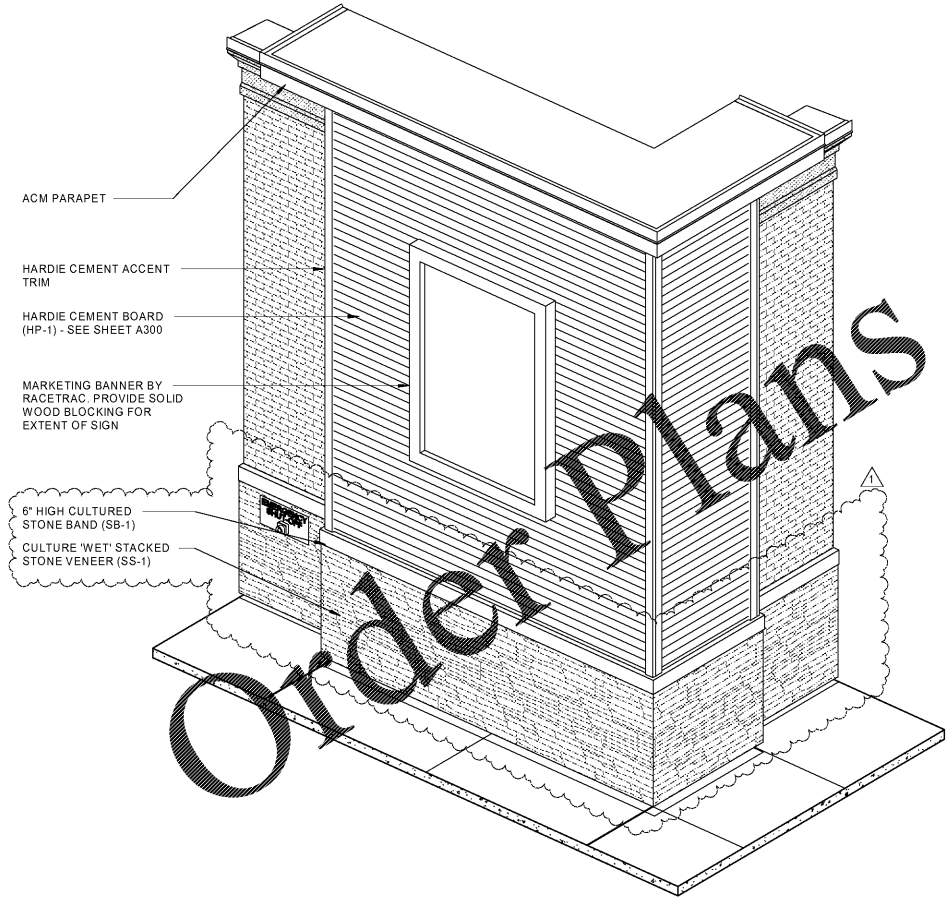 ACM PARAPET
HARDIE CEMENT ACCENT
TRIM
HARDIE CEMENT BOARD
(HP-1) - SEE SHEET A300
MARKETING BANNER BY
RACETRAC. PROVIDE SOLID
WOOD BLOCKING FOR
EXTENT OF SIGN
6" HIGH CULTURED
STONE BAND (SB-1)
CULTURE 'WET' STACKED
STONE VENEER (SS-1)
1
Order Plans